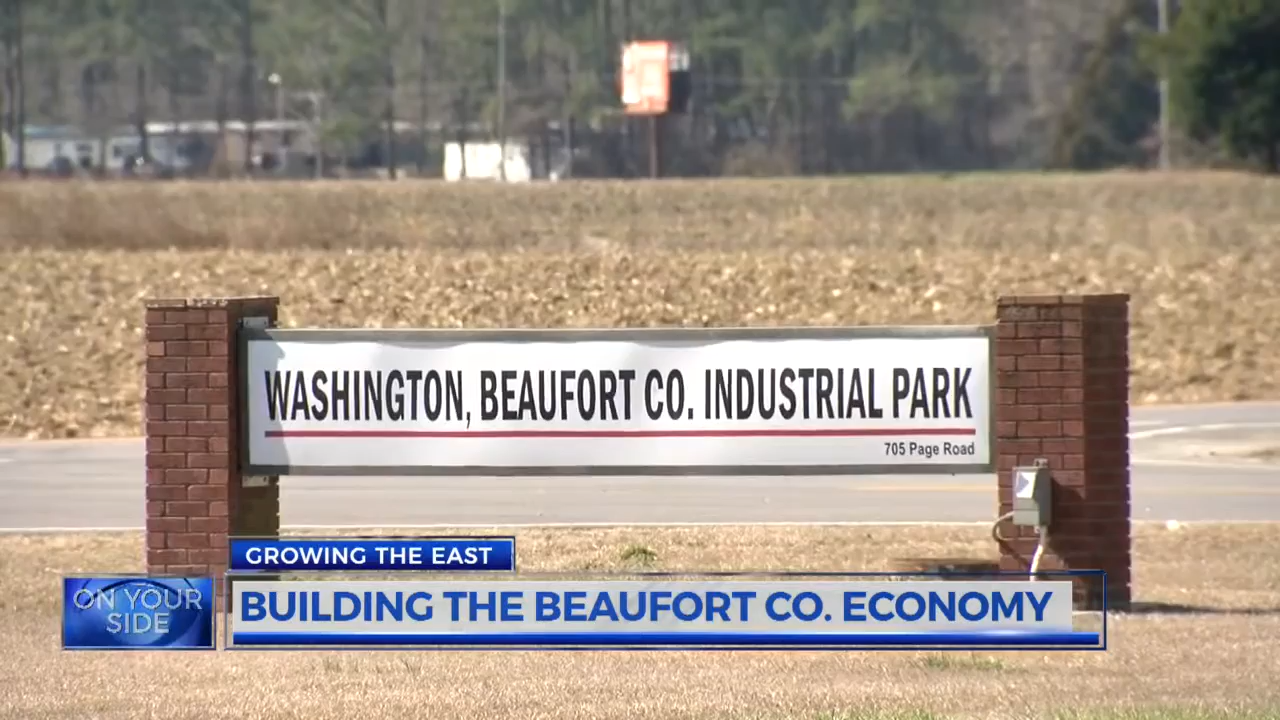 WASHINGTON, BEAUFORT CO. INDUSTRIAL PARK
705 Page Road
GROWING THE EAST
ON YOUR
SIDE
BUILDING THE BEAUFORT CO. ECONOMY